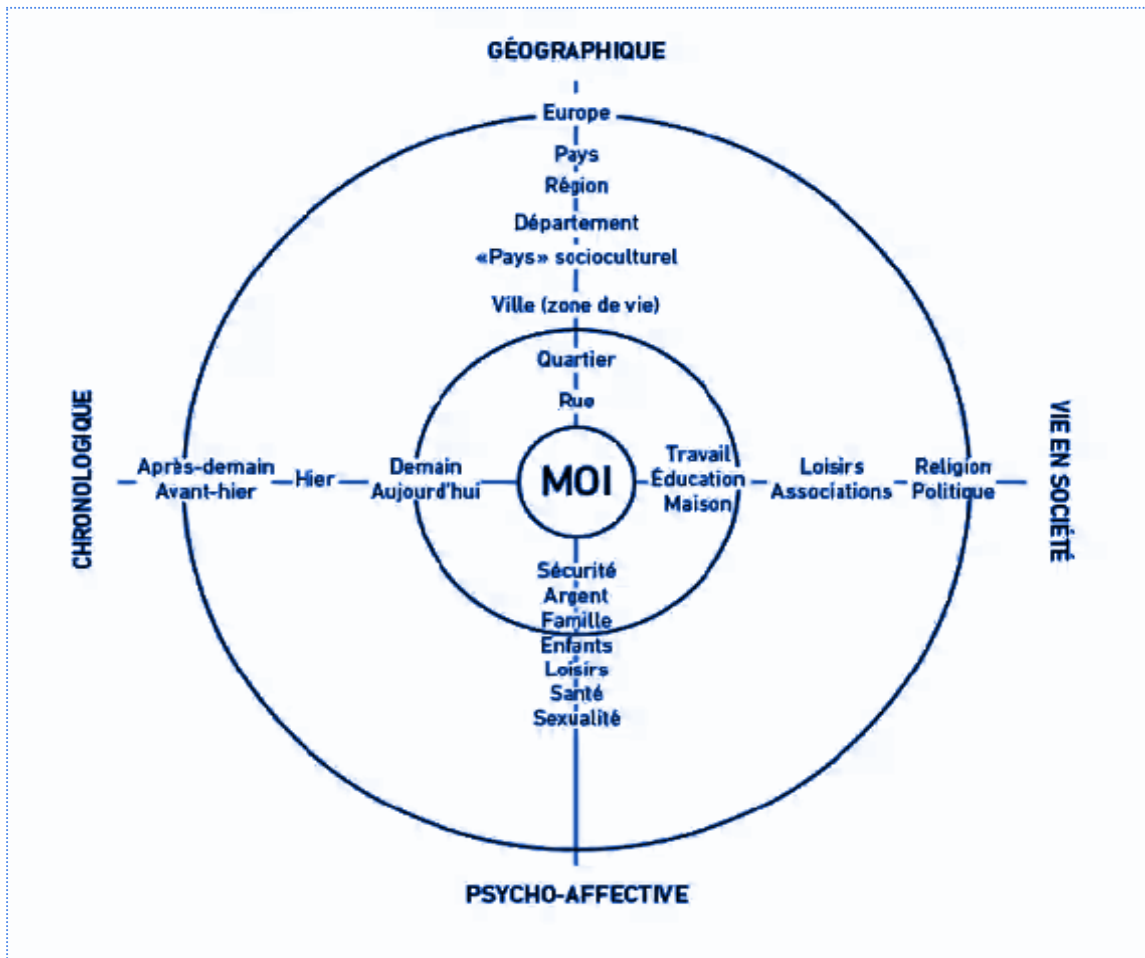 GÉOGRAPHIQUE
Europe
Pays
Région
Département
«Pays» socioculturel
Ville (zone de vie)
Quartier
Rue
CHRONOLOGIQUE
Après-demain
Avant-hier
Hier
Demain
Aujourd'hui
MOI
Travail
Éducation
Maison
Loisirs
Associations
Religion
Politique
VIE EN SOCIÉTÉ
Sécurité
Argent
Famille
Enfants
Loisirs
Santé
Sexualité
PSYCHO-AFFECTIVE